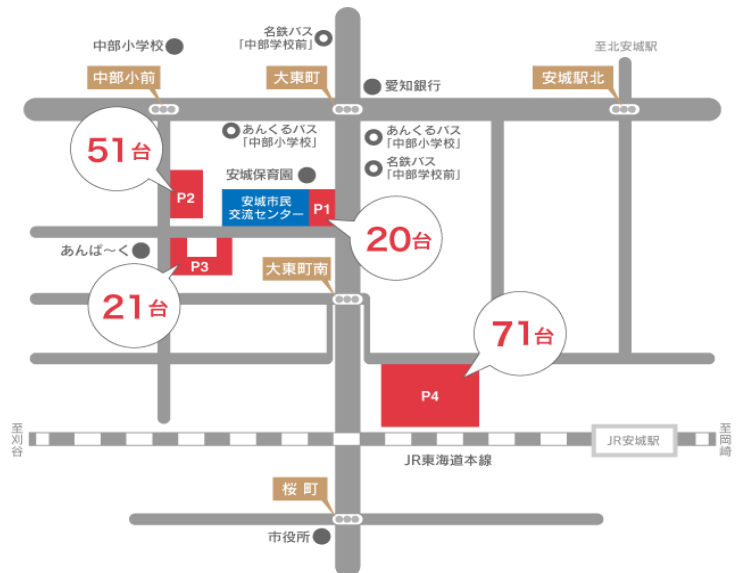 名鉄バス
「中部学校前」
中部小学校
至北安城駅
中部小前
大東町
愛知銀行
安城駅北
51台
あんくるバス
「中部小学校」
あんくるバス
「中部小学校」
名鉄バス
「中部学校前」
安城保育園
P2
安城市民
交流センター
P1
20台
あんぱ～く
P3
大東町南
21台
71台
P4
至刈谷
JR安城駅
至岡崎
JR東海道本線
桜町
市役所